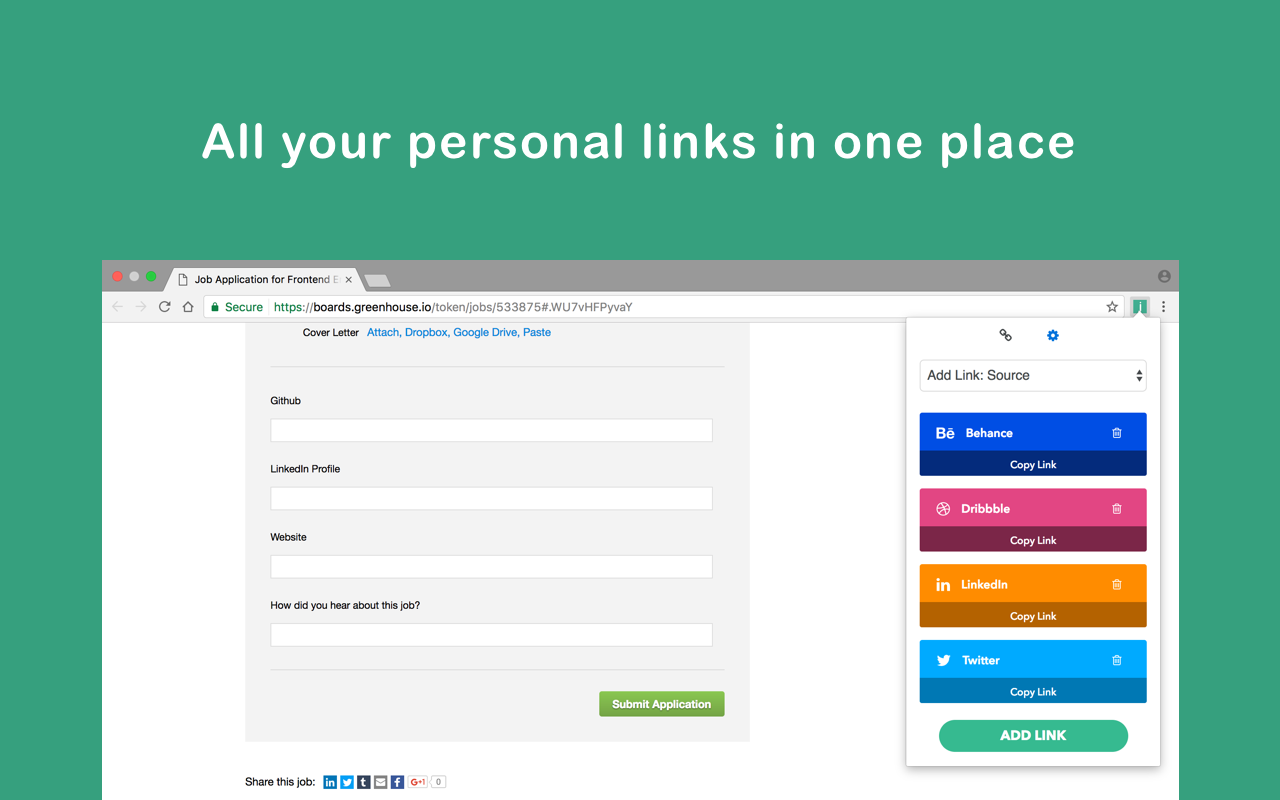 All your personal links in one place
Job Application for Frontend E
Secure https://boards.greenhouse.io/token/jobs/533875#.WU7vHFPyvaY
Cover Letter Attach, Dropbox, Google Drive, Paste
Github
LinkedIn Profile
Website
How did you hear about this job?
Submit Application
Share this job: in t f G+1 0
Add Link: Source
Bē Behance
Copy Link
Dribbble
Copy Link
in LinkedIn
Copy Link
Twitter
Copy Link
ADD LINK